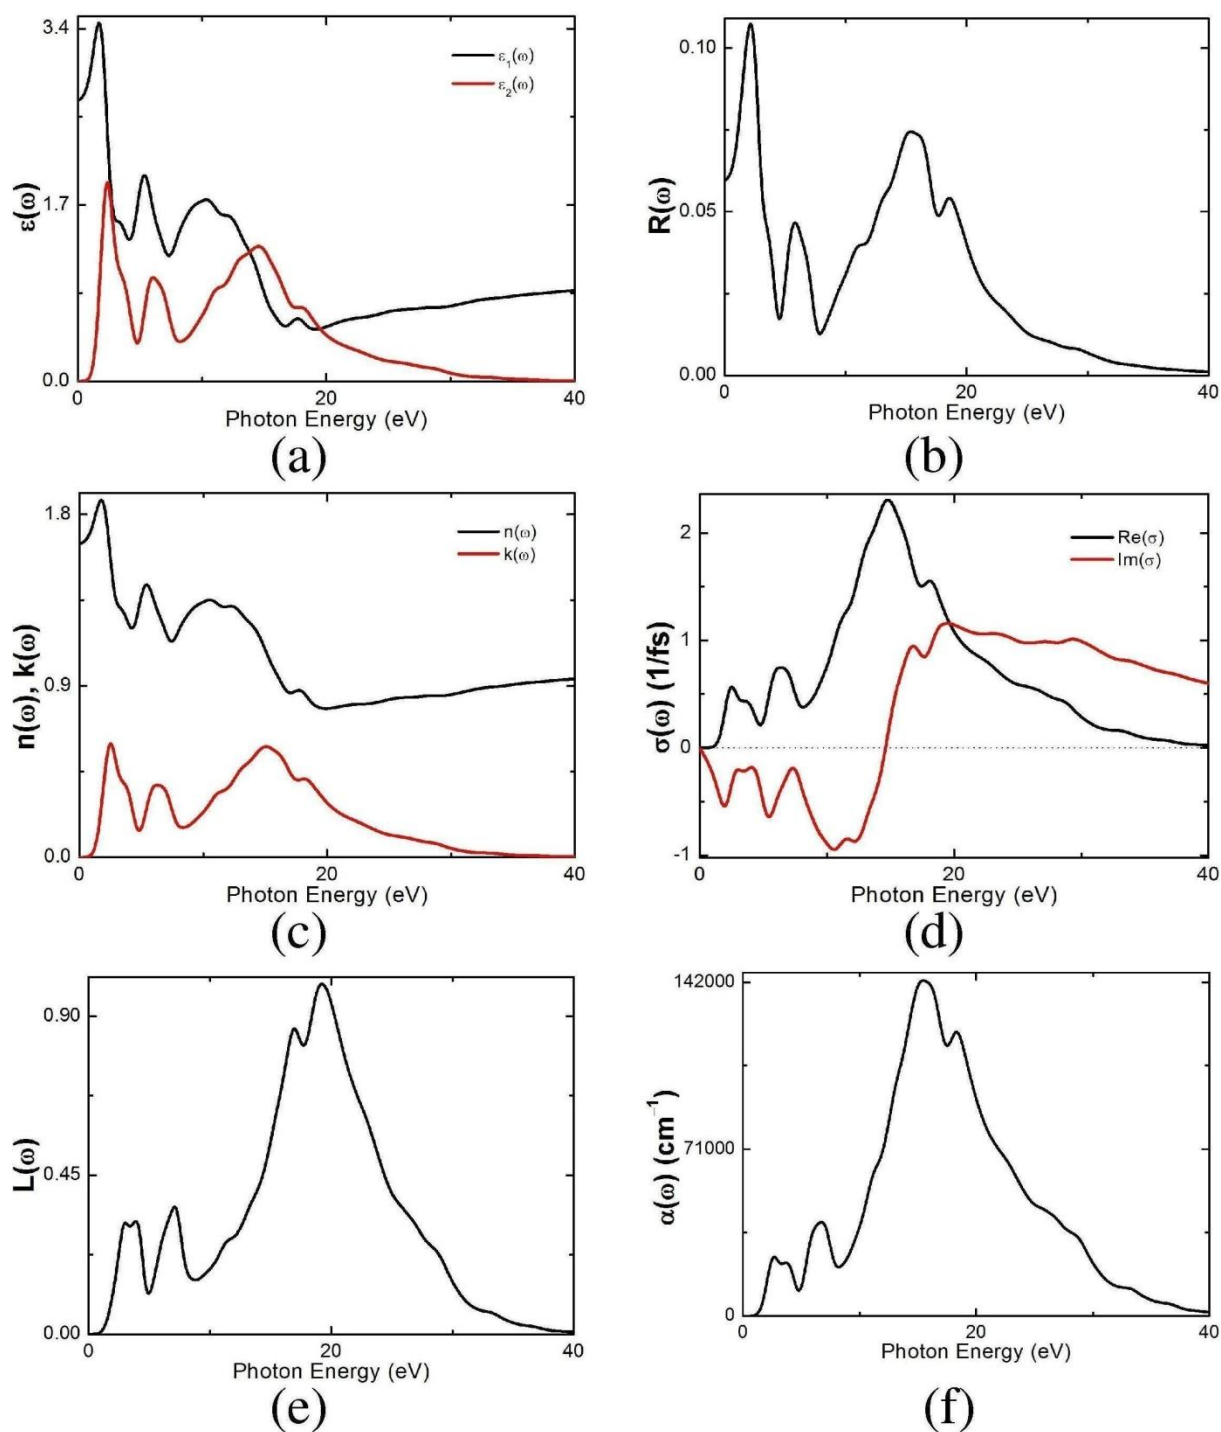 3.4
ε₁(ω)
ε₂(ω)
1.7
ε(ω)
0.0
0
20
40
Photon Energy (eV)
(a)
0.10
0.05
R(ω)
0.00
0
20
40
Photon Energy (eV)
(b)
1.8
n(ω)
k(ω)
0.9
n(ω), k(ω)
0.0
0
20
40
Photon Energy (eV)
(c)
2
Re(σ)
Im(σ)
1
σ(ω) (1/fs)
0
-1
0
20
40
Photon Energy (eV)
(d)
0.90
0.45
L(ω)
0.00
0
20
40
Photon Energy (eV)
(e)
142000
71000
α(ω) (cm⁻¹)
0
0
20
40
Photon Energy (eV)
(f)